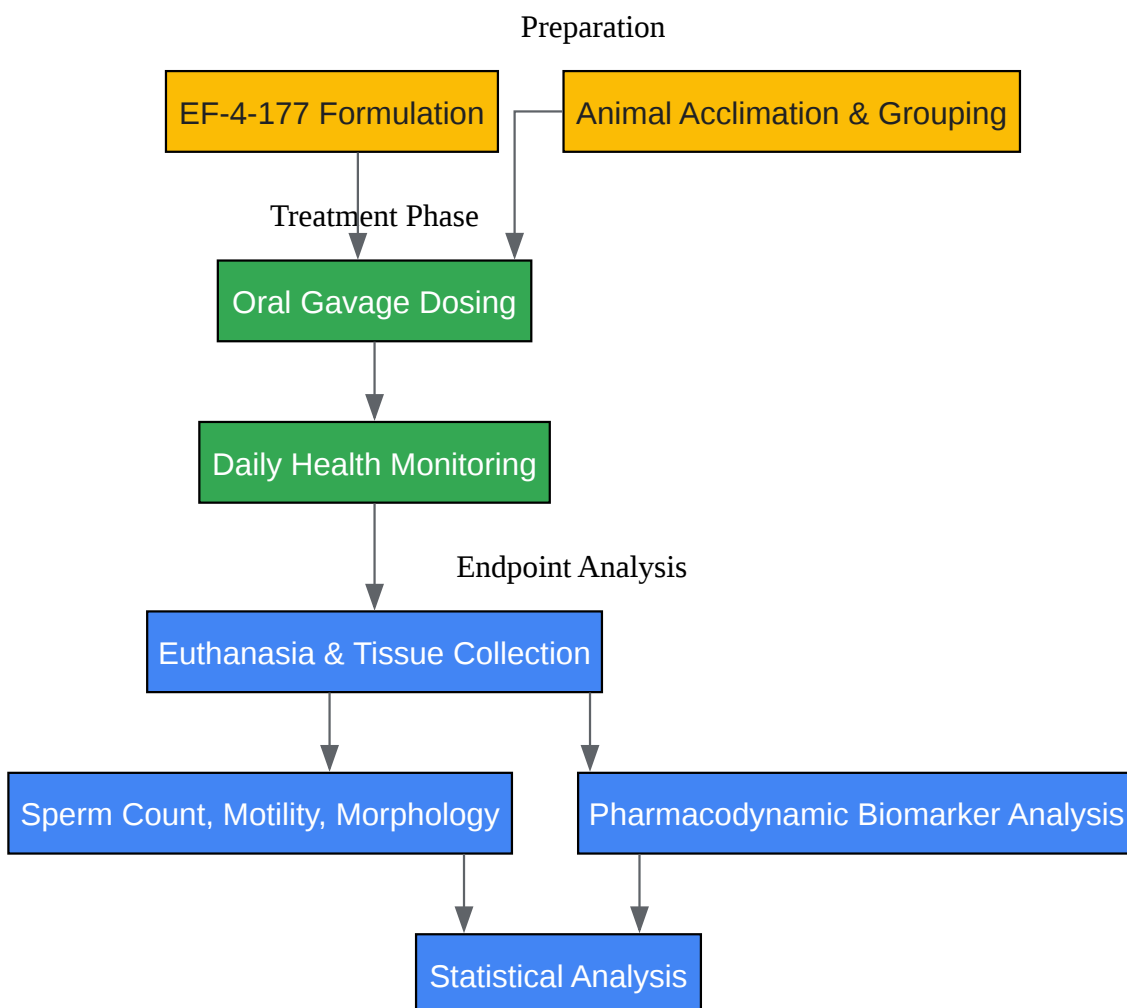 Preparation
EF-4-177 Formulation
Animal Acclimation & Grouping
Treatment Phase
Oral Gavage Dosing
Daily Health Monitoring
Endpoint Analysis
Euthanasia & Tissue Collection
Sperm Count, Motility, Morphology
Pharmacodynamic Biomarker Analysis
Statistical Analysis